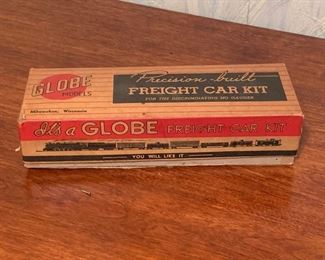 GLOBE
MODELS
Milwaukee, Wisconsin
Precision-built
FREIGHT CAR KIT
FOR THE DISCRIMINATING HO GAUGER
It's a GLOBE FREIGHT CAR KIT
YOU WILL LIKE IT